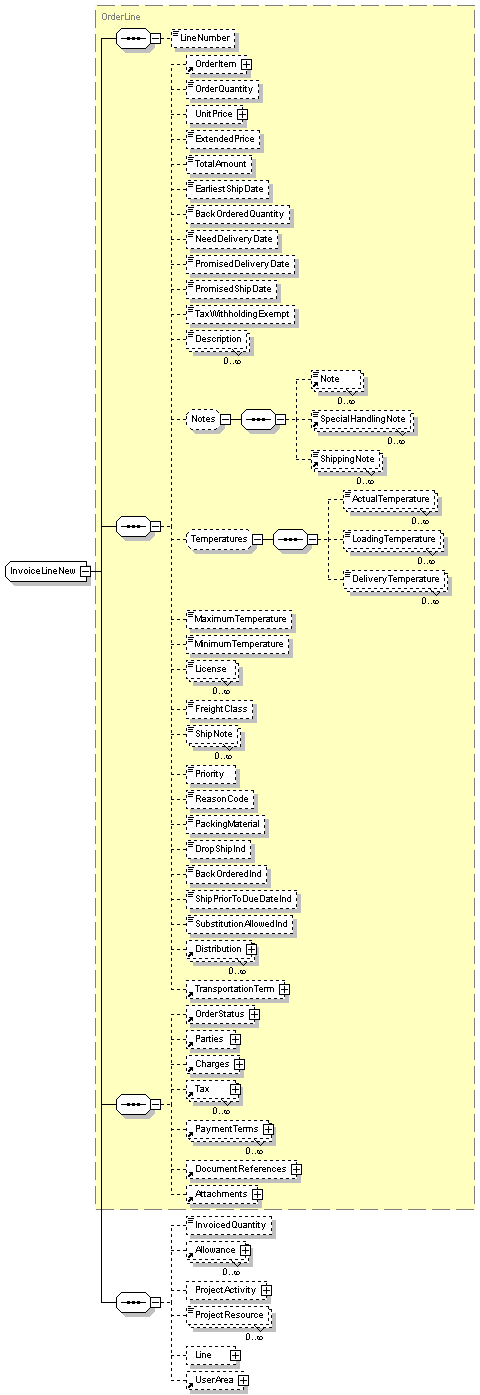 OrderLine
LineNumber
OrderItem
OrderQuantity
UnitPrice
ExtendedPrice
TotalAmount
EarliestShipDate
BackOrderedQuantity
NeedDeliveryDate
PromisedDeliveryDate
PromisedShipDate
TaxWithholdingExempt
Description
0..∞
Note
0..∞
Notes
SpecialHandlingNote
0..∞
ShippingNote
0..∞
ActualTemperature
0..∞
Temperatures
LoadingTemperature
0..∞
InvoiceLineNew
DeliveryTemperature
0..∞
MaximumTemperature
MinimumTemperature
License
0..∞
FreightClass
ShipNote
0..∞
Priority
ReasonCode
PackingMaterial
DropShipInd
BackOrderedInd
ShipPriorToDueDateInd
SubstitutionAllowedInd
Distribution
0..∞
TransportationTerm
OrderStatus
Parties
Charges
Tax
0..∞
PaymentTerms
0..∞
DocumentReferences
Attachments
InvoicedQuantity
Allowance
0..∞
ProjectActivity
ProjectResource
0..∞
Line
UserArea